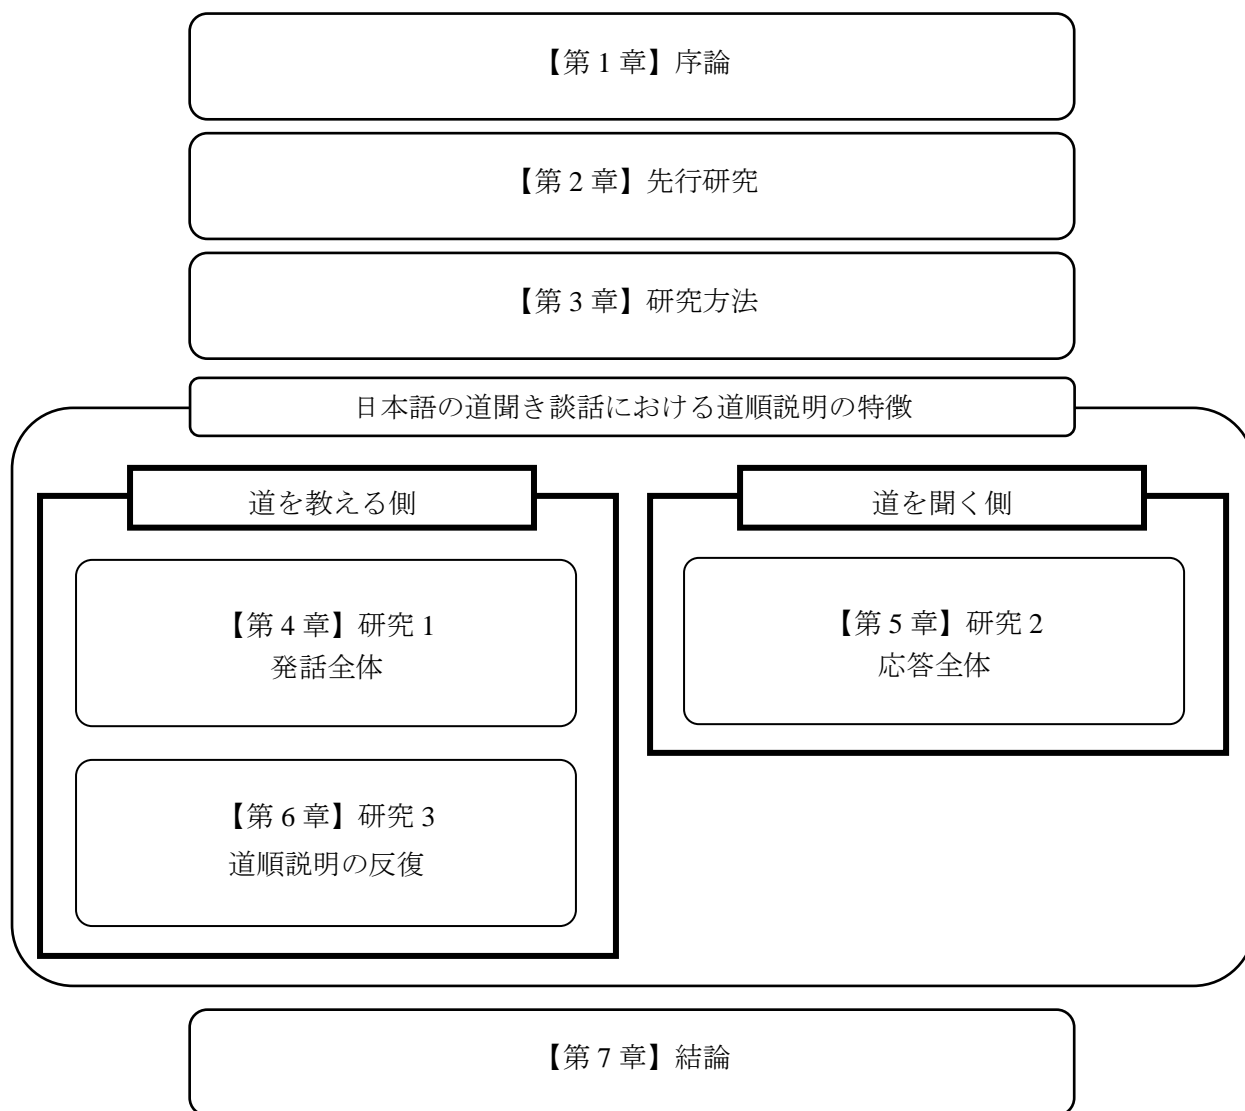 【第 1 章】序論
【第 2 章】先行研究
【第 3 章】研究方法
日本語の道聞き談話における道順説明の特徴
道を教える側
【第 4 章】研究 1
発話全体
【第 6 章】研究 3
道順説明の反復
道を聞く側
【第 5 章】研究 2
応答全体
【第 7 章】結論